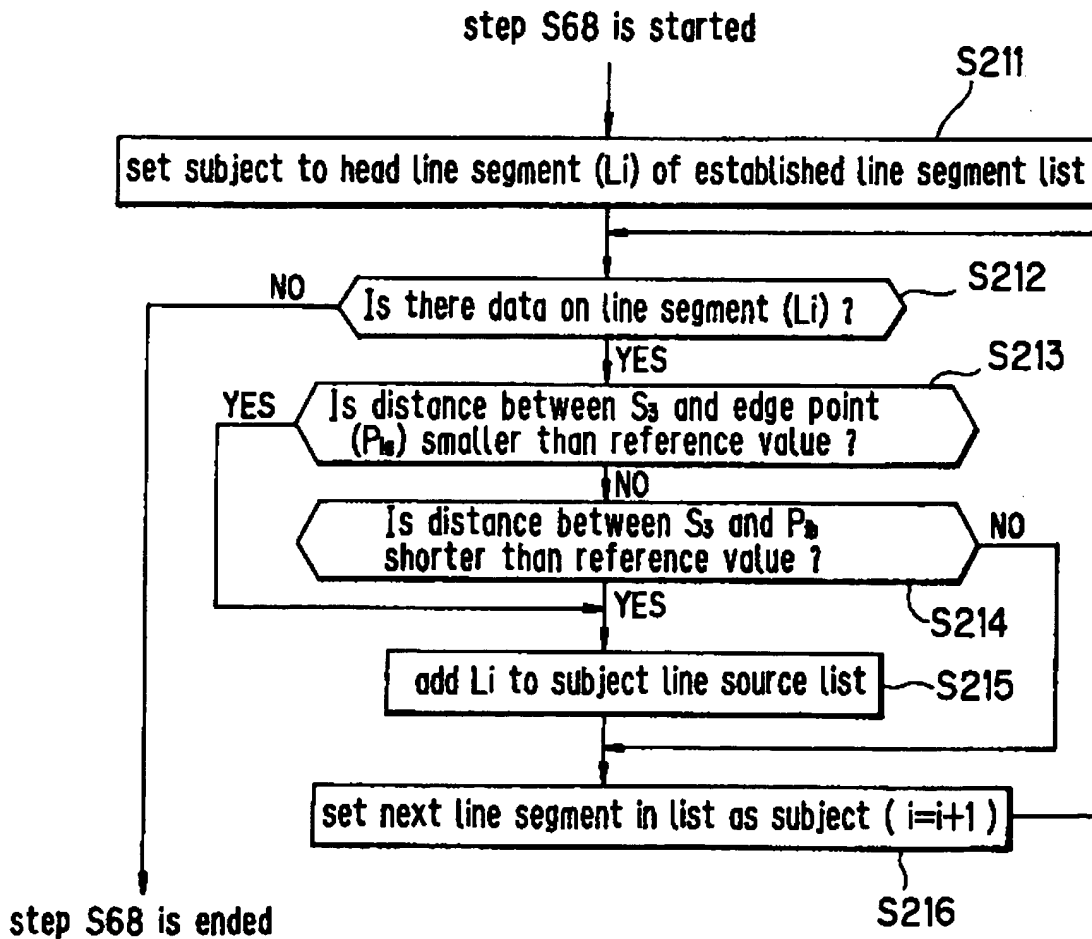 step S68 is started
S211
set subject to head line segment (Li) of established line segment list
NO
S212
Is there data on line segment (Li) ?
YES
S213
YES
Is distance between S3 and edge point
(P1a) smaller than reference value ?
NO
Is distance between S3 and P1b
shorter than reference value ?
NO
YES
S214
add Li to subject line source list
S215
set next line segment in list as subject ( i=i+1 )
step S68 is ended
S216